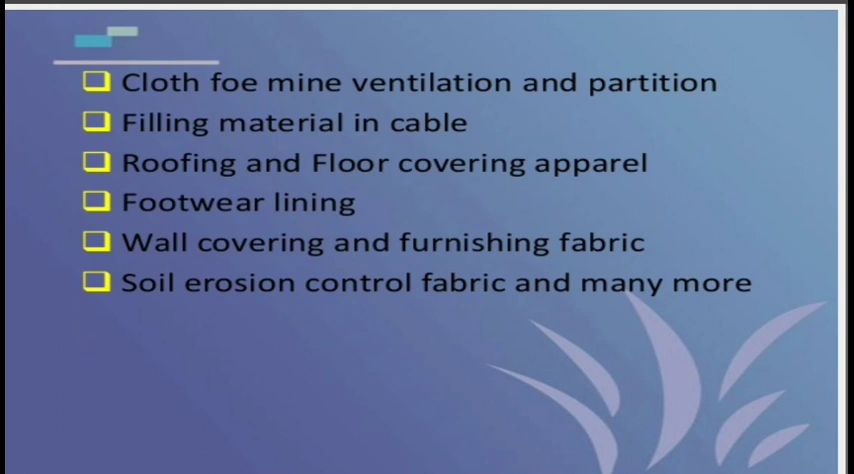 Cloth foe mine ventilation and partition
Filling material in cable
Roofing and Floor covering apparel
Footwear lining
Wall covering and furnishing fabric
Soil erosion control fabric and many more